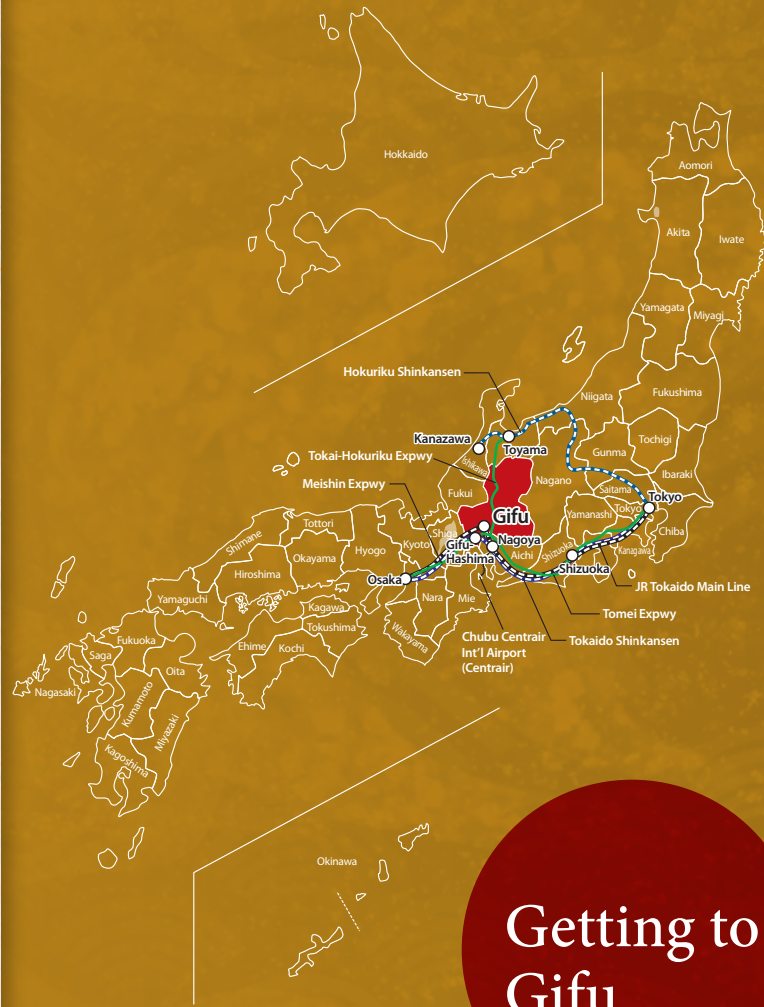 Hokkaido
Aomori
Akita
Iwate
Yamagata
Miyagi
Hokuriku Shinkansen
Niigata
Fukushima
Kanazawa
Toyama
Tochigi
Gunma
Tokai-Hokuriku Expwy
Ishikawa
Nagano
Ibaraki
Meishin Expwy
Fukui
Saitama
Tokyo
Gifu
Yamanashi
Tokyo
Tottori
Shiga
Chiba
Shimane
Hyogo
Kyoto
Gifu-
Hashima
Nagoya
Aichi
Shizuoka
Kanagawa
Okayama
Hiroshima
Osaka
Shizuoka
JR Tokaido Main Line
Yamaguchi
Kagawa
Nara
Mie
Tomei Expwy
Tokushima
Wakayama
Chubu Centrair
Int'l Airport
(Centrair)
Tokaido Shinkansen
Fukuoka
Ehime
Kochi
Saga
Oita
Nagasaki
Kumamoto
Miyazaki
Kagoshima
Okinawa
Getting to
Gifu